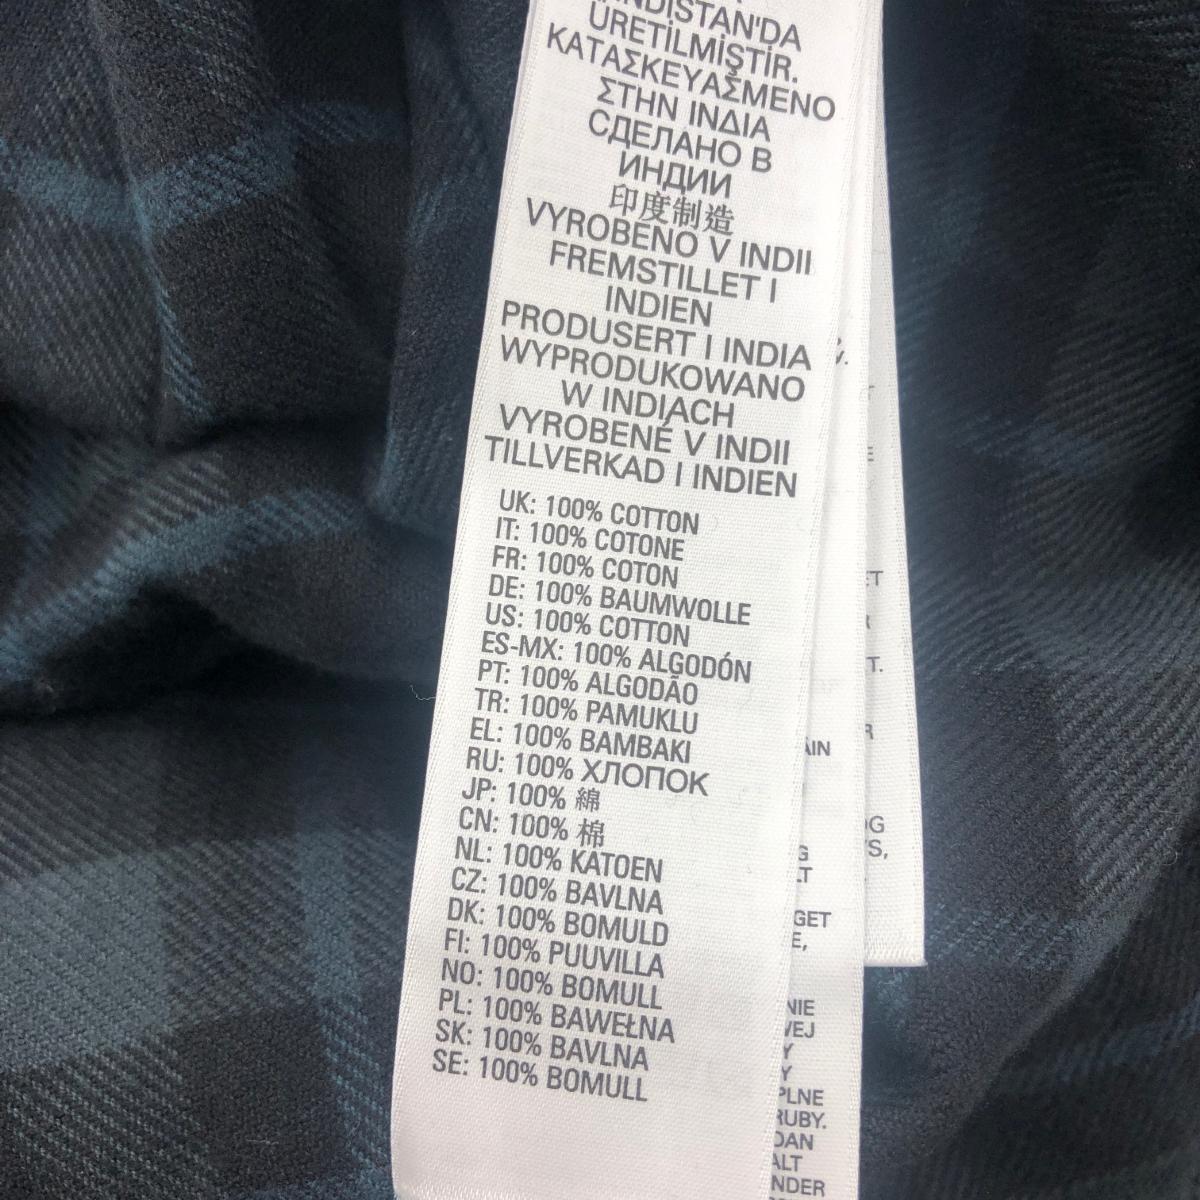 ÜRETİLMİŞTİR.
ΚΑΤΑΣΚΕΥΑΣΜΕΝΟ
ΣΤΗΝ ΙΝΔΙΑ
СДЕЛАНО В
ИНДИИ
印度制造
VYROBENO V INDII
FREMSTILLET I
INDIEN
PRODUSERT I INDIA
WYPRODUKOWANO
W INDIACH
VYROBENÉ V INDII
TILLVERKAD I INDIEN
UK: 100% COTTON
IT: 100% COTONE
FR: 100% COTON
DE: 100% BAUMWOLLE
US: 100% COTTON
ES-MX: 100% ALGODÓN
PT: 100% ALGODÃO
TR: 100% PAMUKLU
EL: 100% ΒΑΜΒΑΚΙ
RU: 100% ХЛОПОК
JP: 100% 綿
CN: 100% 棉
NL: 100% KATOEN
CZ: 100% BAVLNA
DK: 100% BOMULD
FI: 100% PUUVILLA
NO: 100% BOMULL
PL: 100% BAWEŁNA
SK: 100% BAVLNA
SE: 100% BOMULL